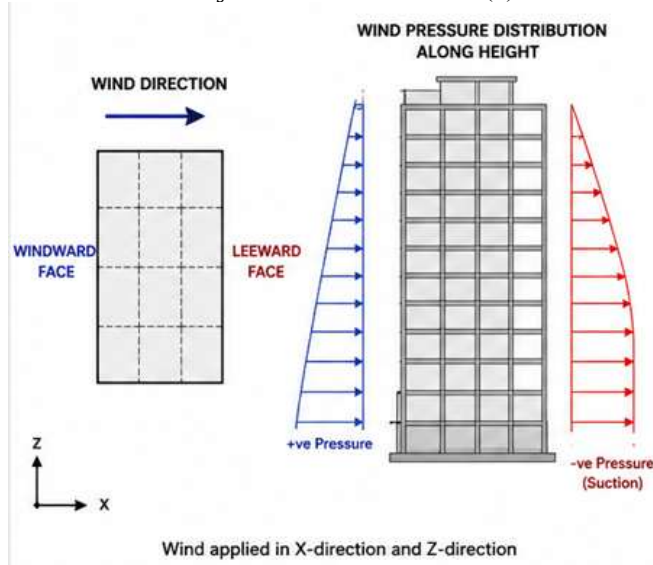 WIND PRESSURE DISTRIBUTION
ALONG HEIGHT
WIND DIRECTION
WINDWARD
FACE
LEEWARD
FACE
+ve Pressure
-ve Pressure
(Suction)
Z
X
Wind applied in X-direction and Z-direction